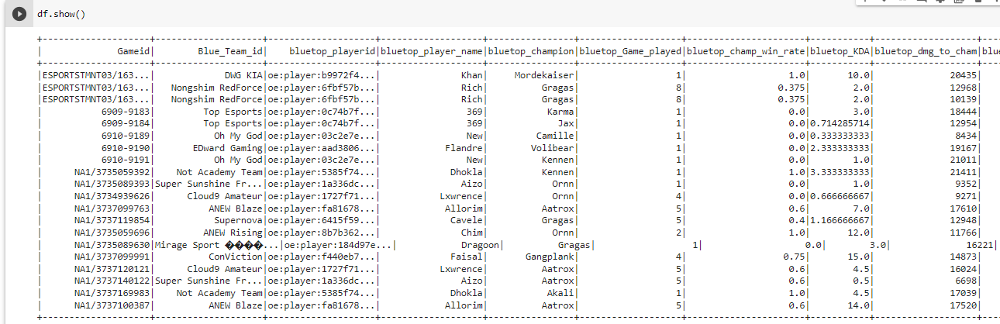 df.show()
+--------------------+--------------------+--------------------+--------------------+-----------------+--------------------+----------------------+-----------+-------------------+-----
| Gameid| Blue_Team_id| bluetop_playerid|bluetop_player_name|bluetop_champion|bluetop_Game_played|bluetop_champ_win_rate|bluetop_KDA|bluetop_dmg_to_cham|blue
+--------------------+--------------------+--------------------+--------------------+-----------------+--------------------+----------------------+-----------+-------------------+-----
|ESPORTSTMNT03/163...| DWG KIA|oe:player:b9972f4...| Khan| Mordekaiser| 1| 1.0| 10.0| 20435|
|ESPORTSTMNT03/163...| Nongshim RedForce|oe:player:6fbf57b...| Rich| Gragas| 8| 0.375| 2.0| 12968|
|ESPORTSTMNT03/163...| Nongshim RedForce|oe:player:6fbf57b...| Rich| Gragas| 8| 0.375| 2.0| 10139|
| 6909-9183| Top Esports|oe:player:0c74b7f...| 369| Karma| 1| 0.0| 3.0| 18444|
| 6909-9184| Top Esports|oe:player:0c74b7f...| 369| Jax| 1| 0.0|0.714285714| 12954|
| 6910-9189| Oh My God|oe:player:03c2e7e...| New| Camille| 1| 0.0|0.333333333| 8434|
| 6910-9190| EDward Gaming|oe:player:aad3806...| Flandre| Volibear| 1| 0.0|2.333333333| 19167|
| 6910-9191| Oh My God|oe:player:03c2e7e...| New| Kennen| 1| 0.0| 1.0| 21011|
| NA1/3735059392| Not Academy Team|oe:player:5385f74...| Dhokla| Kennen| 1| 1.0|3.333333333| 21411|
| NA1/3735089393|Super Sunshine Fr...|oe:player:1a336dc...| Aizo| Ornn| 1| 0.0| 1.0| 9352|
| NA1/3734939626| Cloud9 Amateur|oe:player:1727f71...| Lxwrence| Ornn| 4| 0.0|0.666666667| 9271|
| NA1/3737099763| ANEW Blaze|oe:player:fa81678...| Allorim| Aatrox| 5| 0.6| 7.0| 17610|
| NA1/3737119854| Supernova|oe:player:6415f59...| Cavele| Gragas| 5| 0.4|1.166666667| 12948|
| NA1/3735059696| ANEW Rising|oe:player:8b7b362...| Chim| Ornn| 2| 1.0| 12.0| 11766|
| NA1/3735089630|Mirage Sport ����...|oe:player:184d97e...| Dragoon| Gragas| 1| 0.0| 3.0| 16221|
| NA1/3737099991| ConViction|oe:player:f440eb7...| Faisal| Gangplank| 4| 0.75| 15.0| 14873|
| NA1/3737120121| Cloud9 Amateur|oe:player:1727f71...| Lxwrence| Aatrox| 5| 0.6| 4.5| 16024|
| NA1/3737140122|Super Sunshine Fr...|oe:player:1a336dc...| Aizo| Aatrox| 5| 0.6| 0.5| 6698|
| NA1/3737169983| Not Academy Team|oe:player:5385f74...| Dhokla| Akali| 1| 1.0| 4.5| 17039|
| NA1/3737100387| ANEW Blaze|oe:player:fa81678...| Allorim| Aatrox| 5| 0.6| 14.0| 17520|
+--------------------+--------------------+--------------------+--------------------+-----------------+--------------------+----------------------+-----------+-------------------+-----